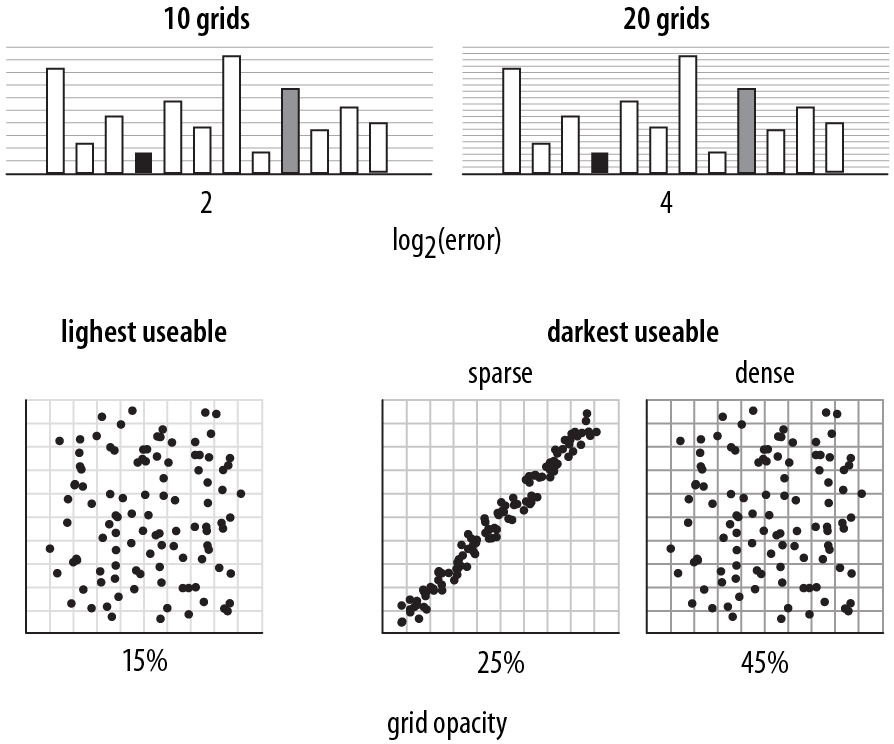 10 grids
20 grids
2
4
log2(error)
lighest useable
darkest useable
sparse
dense
15%
25%
45%
grid opacity